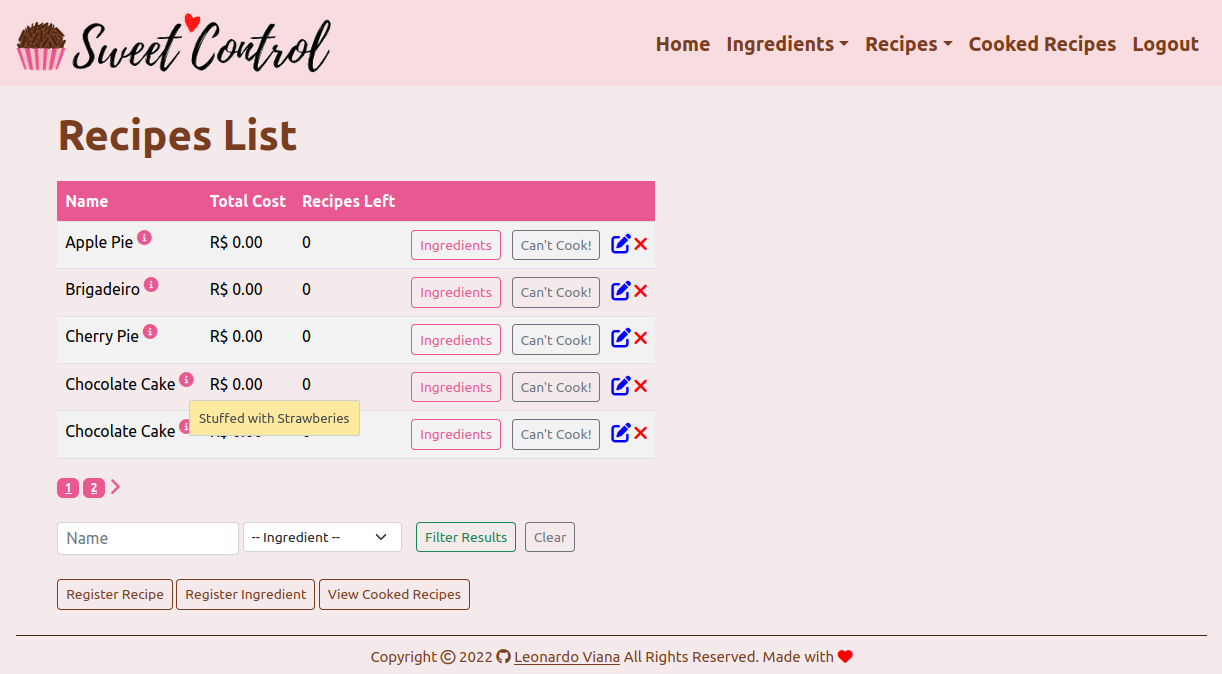 Sweet Control
Home Ingredients Recipes Cooked Recipes Logout
Recipes List
Name Total Cost Recipes Left
Apple Pie R$ 0.00 0 Ingredients Can't Cook!
Brigadeiro R$ 0.00 0 Ingredients Can't Cook!
Cherry Pie R$ 0.00 0 Ingredients Can't Cook!
Chocolate Cake R$ 0.00 0 Ingredients Can't Cook!
Stuffed with Strawberies
Chocolate Cake Ingredients Can't Cook!
1 2
Name -- Ingredient -- Filter Results Clear
Register Recipe Register Ingredient View Cooked Recipes
Copyright © 2022 Leonardo Viana All Rights Reserved. Made with